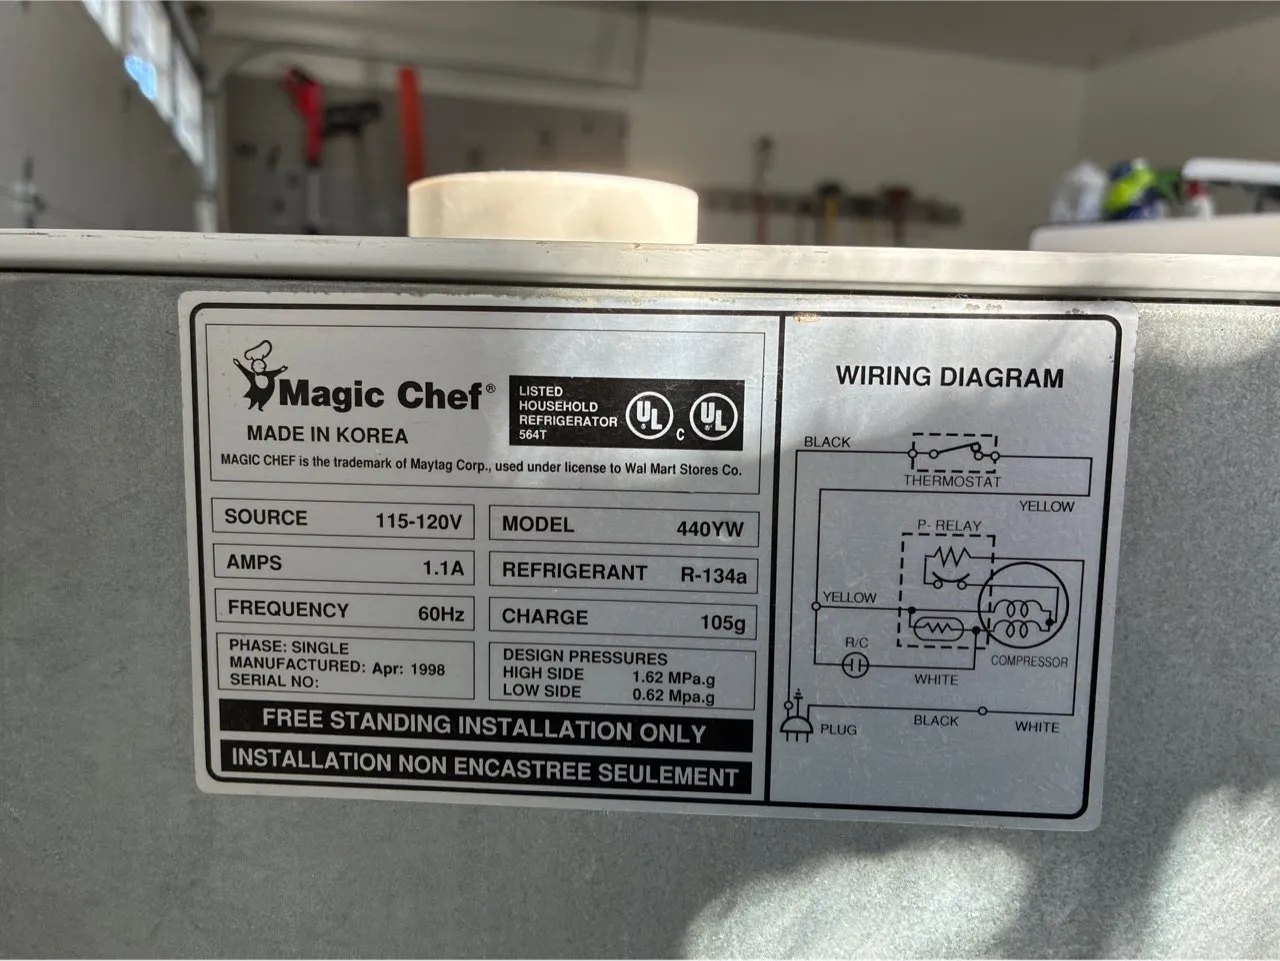 Magic Chef®
MADE IN KOREA
LISTED
HOUSEHOLD
REFRIGERATOR
564T
UL
C
UL
MAGIC CHEF is the trademark of Maytag Corp., used under license to Wal Mart Stores Co.
SOURCE 115-120V
MODEL 440YW
AMPS 1.1A
REFRIGERANT R-134a
FREQUENCY 60Hz
CHARGE 105g
PHASE: SINGLE
MANUFACTURED: Apr: 1998
SERIAL NO:
DESIGN PRESSURES
HIGH SIDE 1.62 MPa.g
LOW SIDE 0.62 Mpa.g
FREE STANDING INSTALLATION ONLY
INSTALLATION NON ENCASTREE SEULEMENT
WIRING DIAGRAM
BLACK
THERMOSTAT
YELLOW
P- RELAY
YELLOW
R/C
COMPRESSOR
WHITE
BLACK
WHITE
PLUG